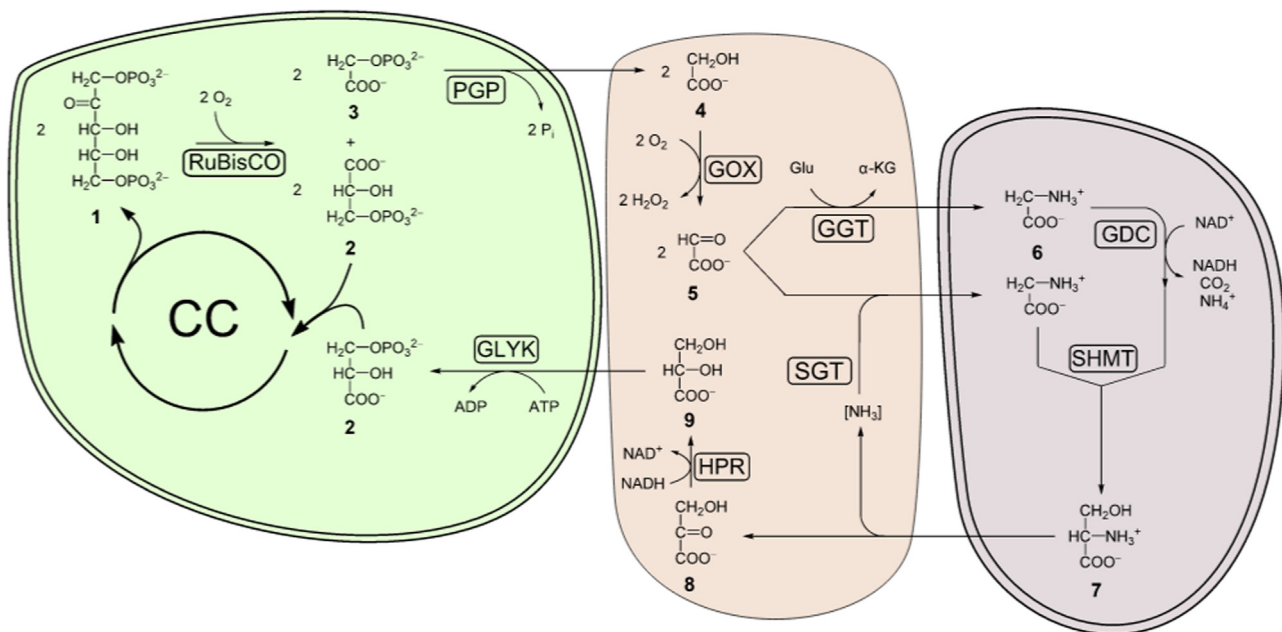 H₂C—OPO₃²⁻
O=C
2 HC—OH
HC—OH
H₂C—OPO₃²⁻
1
2 O₂
RuBisCO
2 H₂C—OPO₃²⁻
COO⁻
3
+
COO⁻
2 HC—OH
H₂C—OPO₃²⁻
2
PGP
2 Pᵢ
CC
H₂C—OPO₃²⁻
HC—OH
COO⁻
2
GLYK
ADP ATP
2 CH₂OH
COO⁻
4
2 O₂
GOX
2 H₂O₂
2 HC=O
COO⁻
5
Glu α-KG
GGT
CH₂OH
HC—OH
COO⁻
9
SGT
[NH₃]
NAD⁺
HPR
NADH
CH₂OH
C=O
COO⁻
8
H₂C—NH₃⁺
COO⁻
6
GDC
NAD⁺
NADH
CO₂
NH₄⁺
H₂C—NH₃⁺
COO⁻
SHMT
CH₂OH
HC—NH₃⁺
COO⁻
7